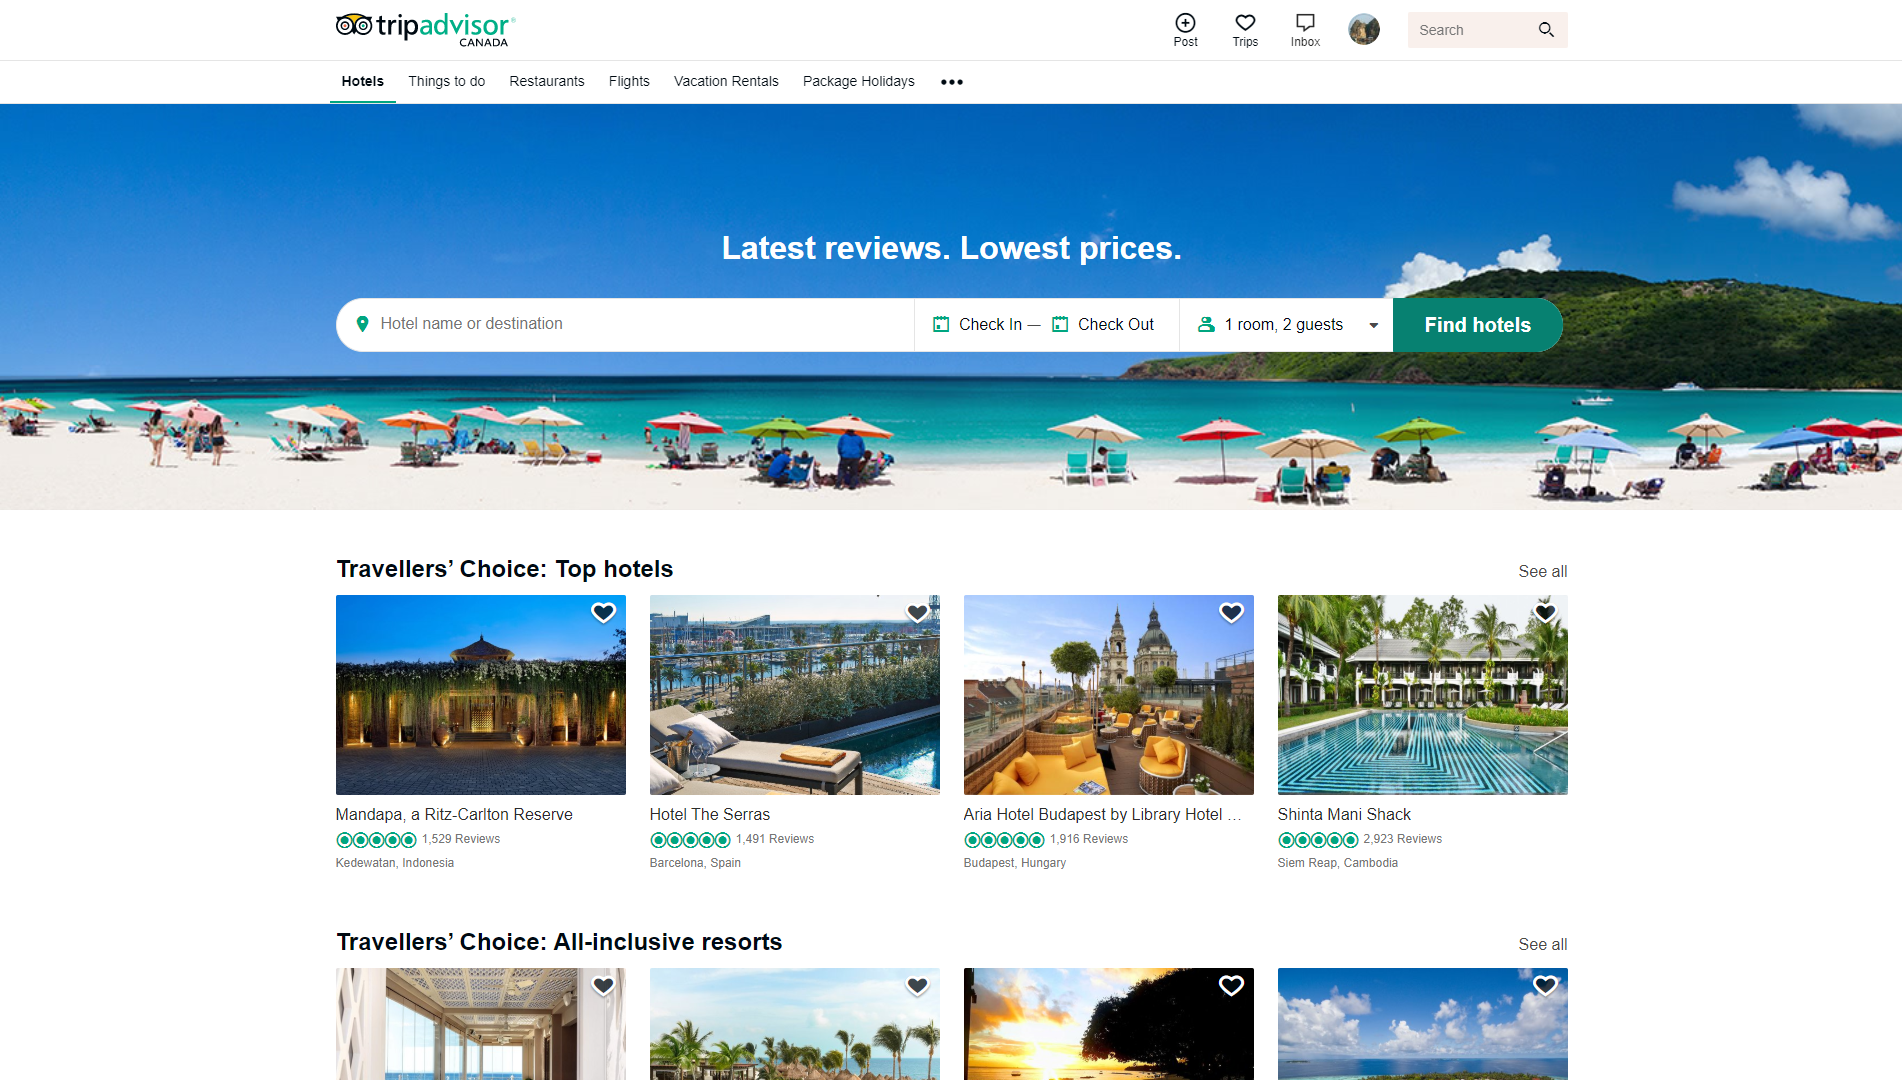 tripadvisor®
CANADA
Post
Trips
Inbox
Search
Hotels
Things to do
Restaurants
Flights
Vacation Rentals
Package Holidays
Latest reviews. Lowest prices.
Hotel name or destination
Check In — Check Out
1 room, 2 guests
Find hotels
Travellers’ Choice: Top hotels
See all
Mandapa, a Ritz-Carlton Reserve
1,529 Reviews
Kedewatan, Indonesia
Hotel The Serras
1,491 Reviews
Barcelona, Spain
Aria Hotel Budapest by Library Hotel ...
1,916 Reviews
Budapest, Hungary
Shinta Mani Shack
2,923 Reviews
Siem Reap, Cambodia
Travellers’ Choice: All-inclusive resorts
See all